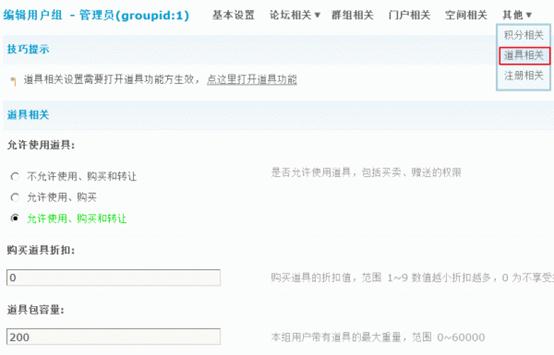 编辑用户组 - 管理员(groupid:1) 基本设置 论坛相关 群组相关 门户相关 空间相关 其他
积分相关
道具相关
注册相关
技巧提示
道具相关设置需要打开道具功能方生效，点这里打开道具功能
道具相关
允许使用道具:
不允许使用、购买和转让
是否允许使用道具，包括买卖、赠送的权限
允许使用、购买
允许使用、购买和转让
购买道具折扣:
0
购买道具的折扣值，范围 1~9 数值越小折扣越多，0 为不享受
道具包容量:
200
本组用户带有道具的最大重量，范围 0~60000